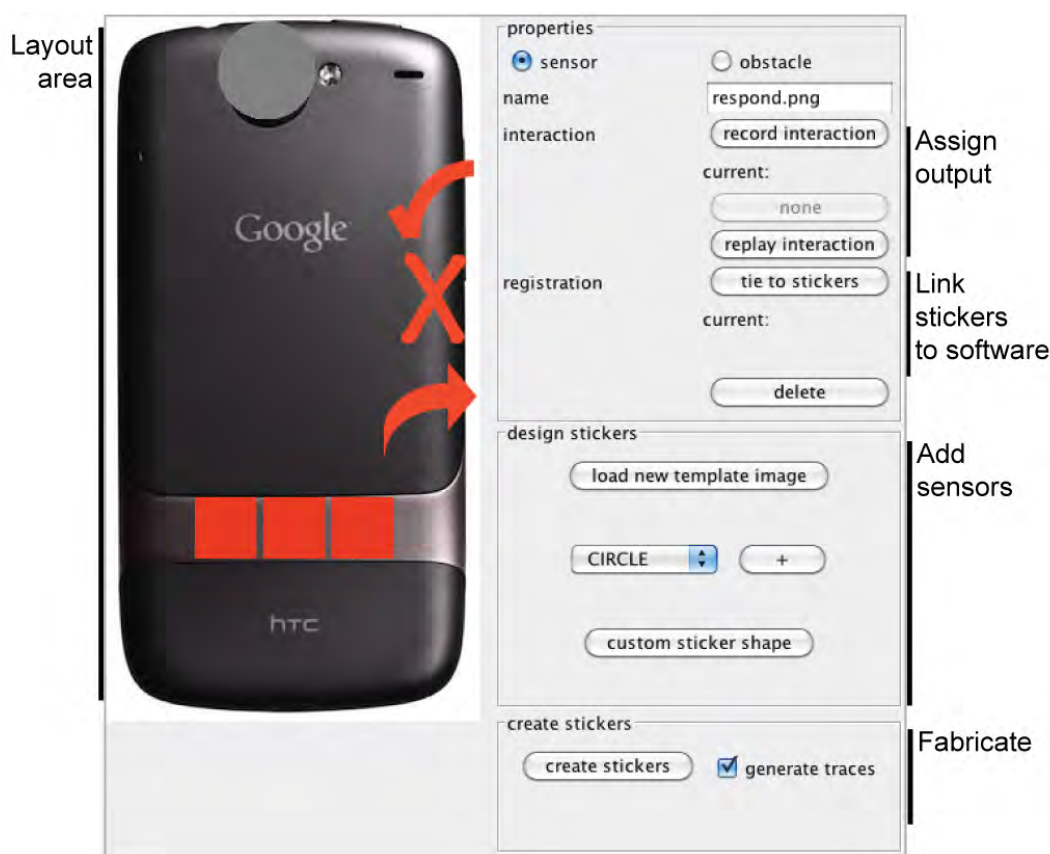 Layout
area
Google
hTC
properties
sensor
obstacle
name
respond.png
interaction
record interaction
current:
none
replay interaction
registration
tie to stickers
current:
delete
design stickers
load new template image
CIRCLE
+
custom sticker shape
create stickers
create stickers
generate traces
Assign
output
Link
stickers
to software
Add
sensors
Fabricate